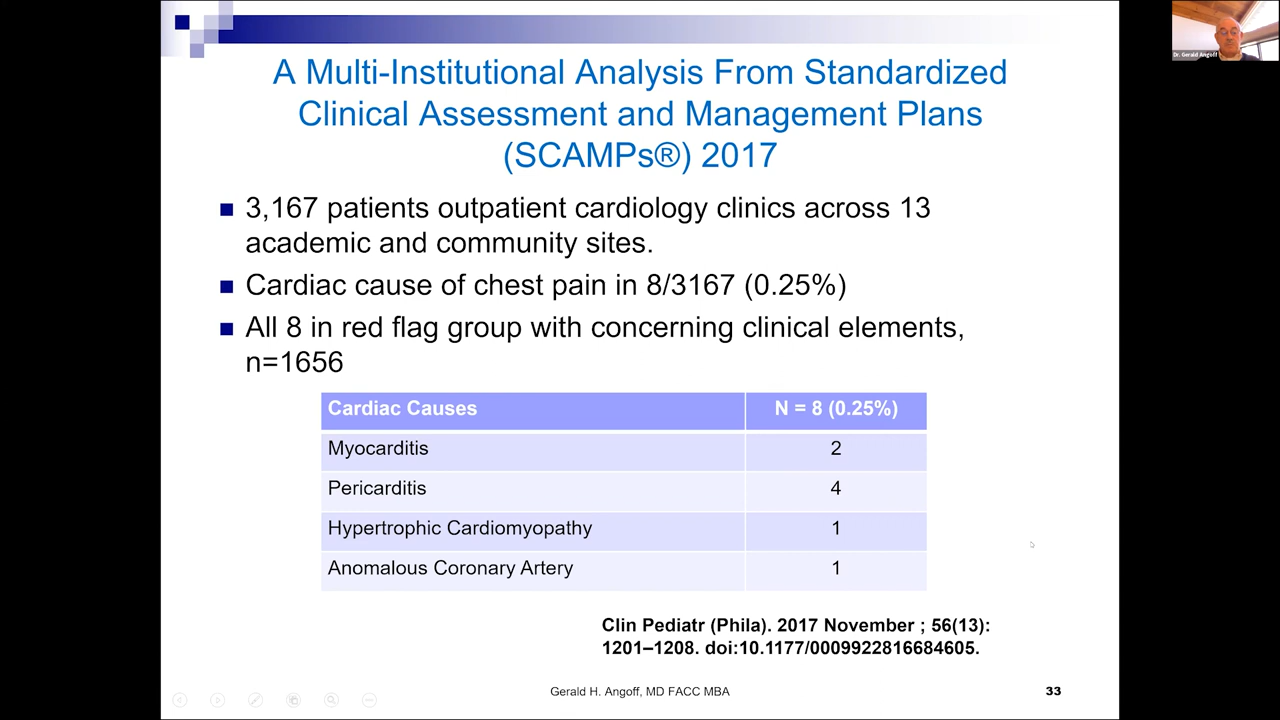 A Multi-Institutional Analysis From Standardized
Clinical Assessment and Management Plans
(SCAMPs®) 2017
3,167 patients outpatient cardiology clinics across 13
academic and community sites.
Cardiac cause of chest pain in 8/3167 (0.25%)
All 8 in red flag group with concerning clinical elements,
n=1656
Cardiac Causes N = 8 (0.25%)
Myocarditis 2
Pericarditis 4
Hypertrophic Cardiomyopathy 1
Anomalous Coronary Artery 1
Clin Pediatr (Phila). 2017 November ; 56(13):
1201–1208. doi:10.1177/0009922816684605.
Gerald H. Angoff, MD FACC MBA
33
Dr. Gerald Angoff